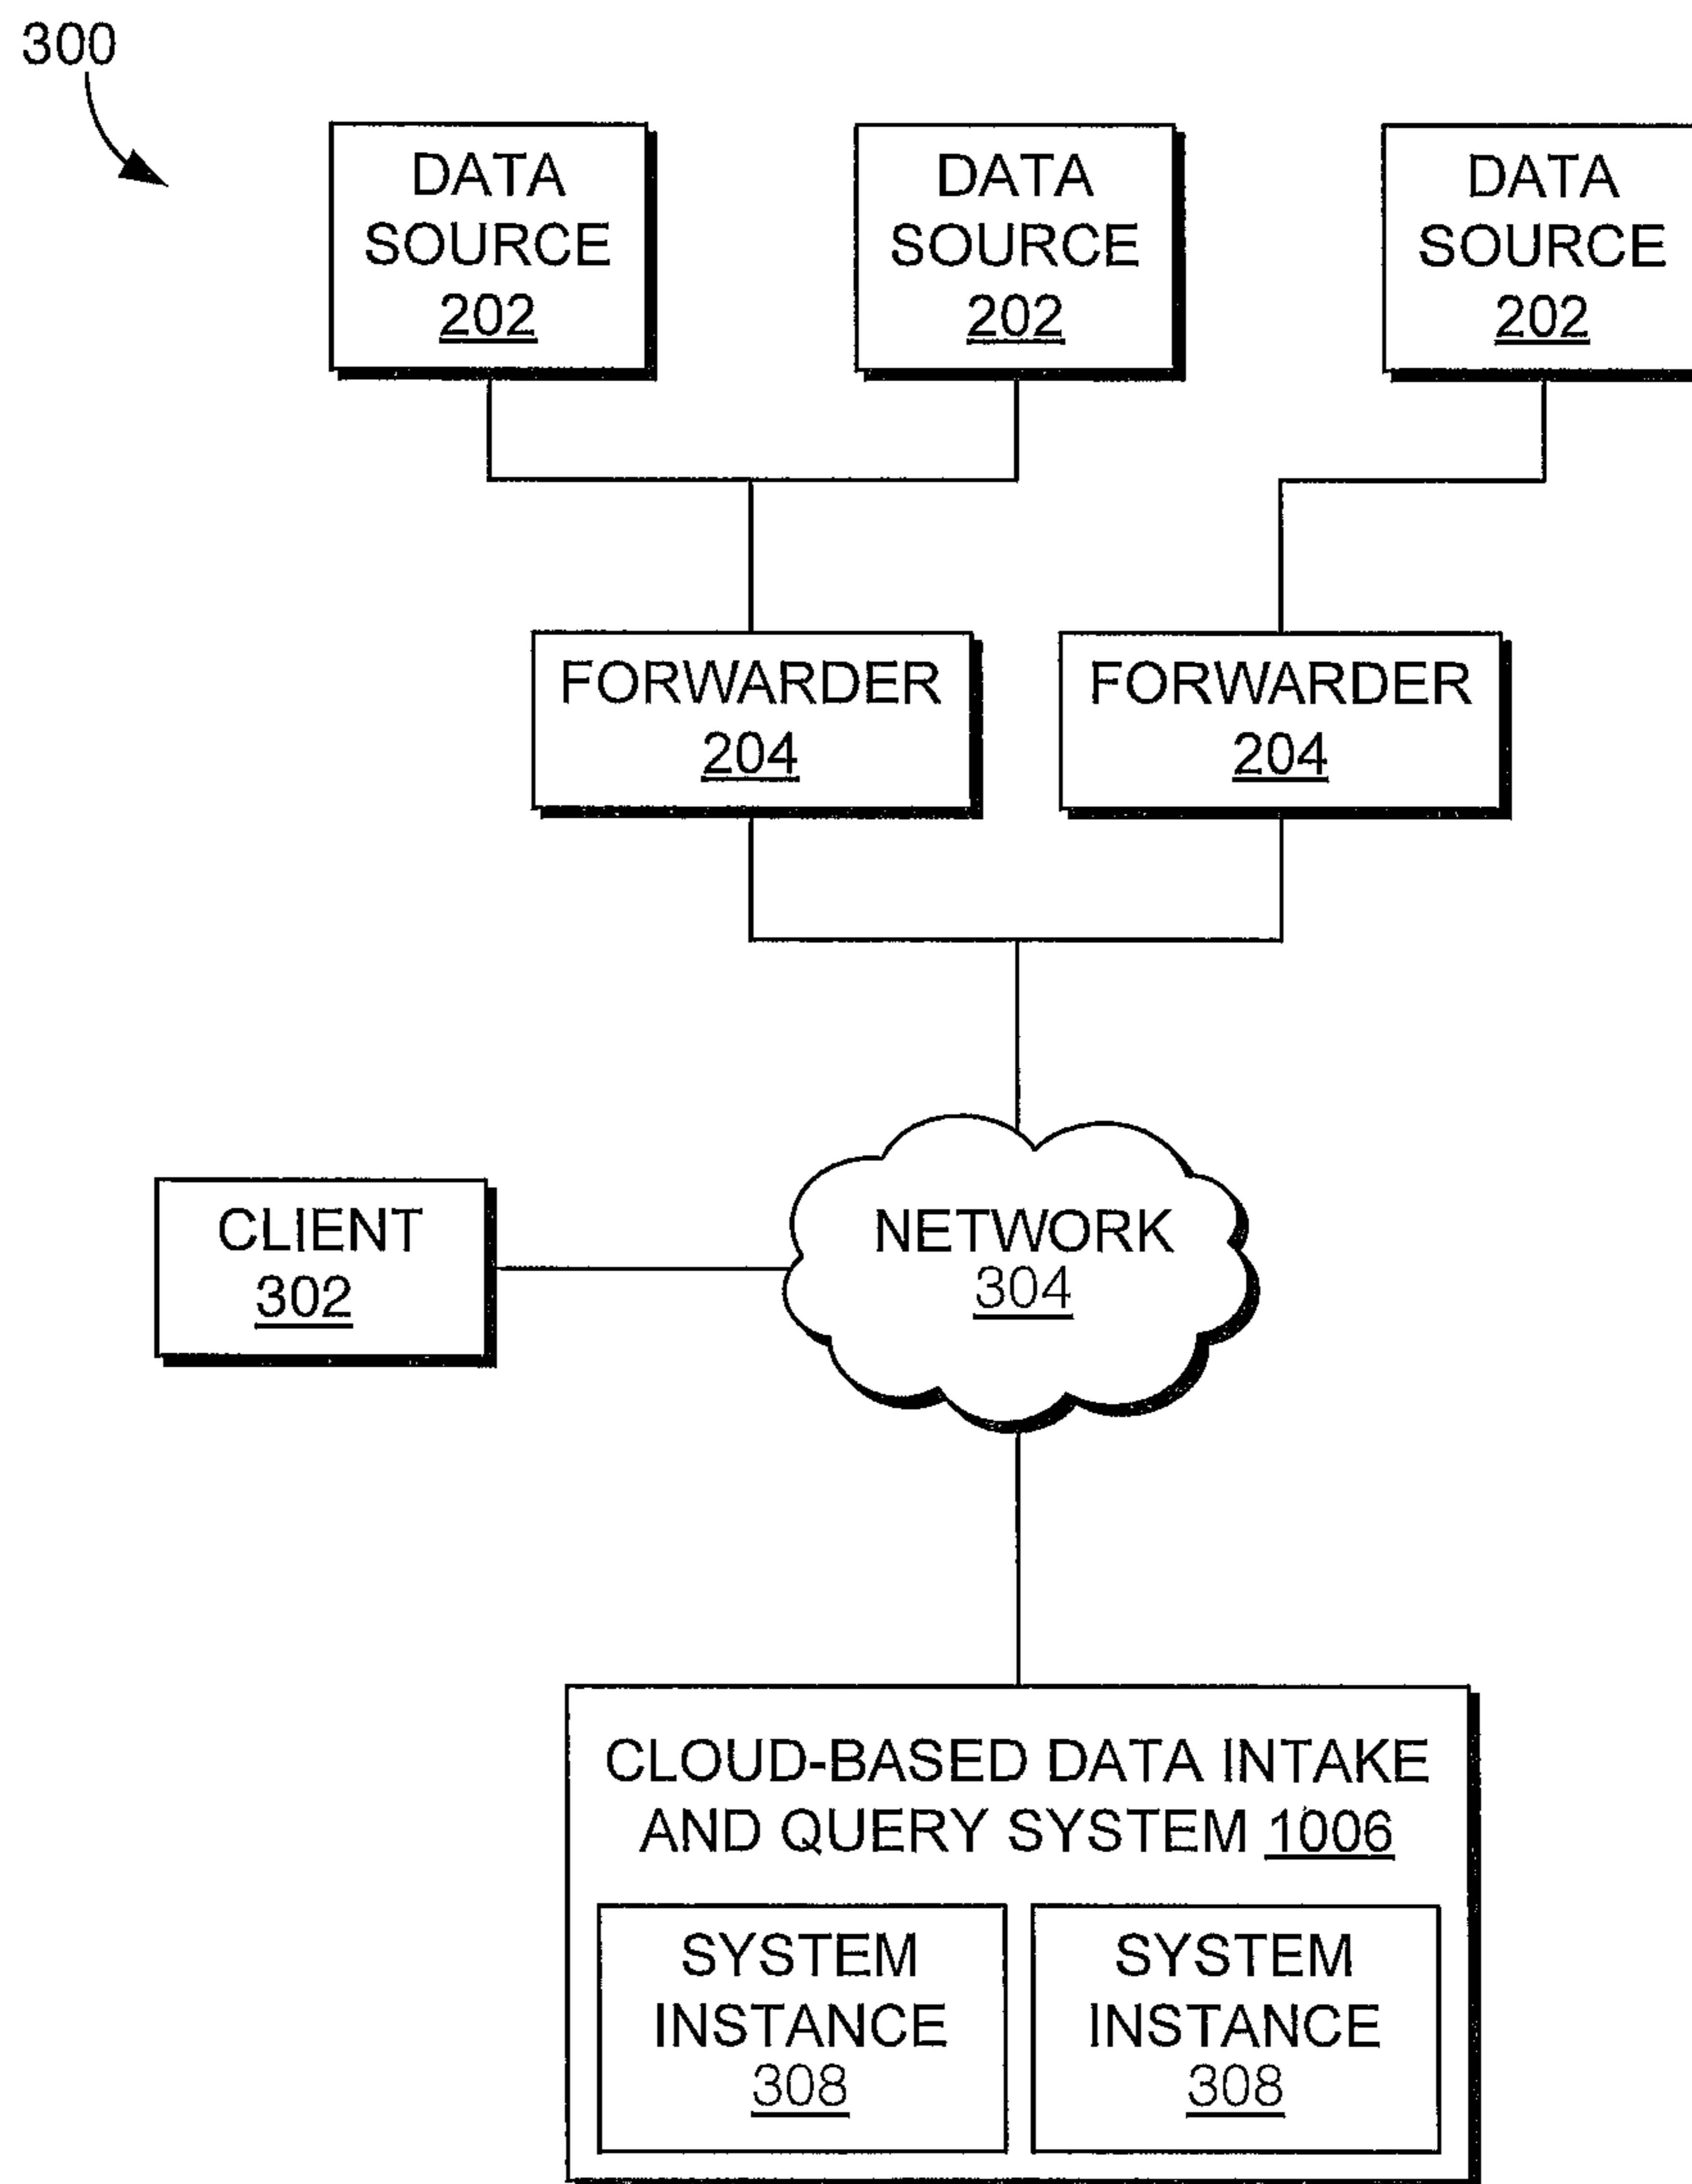 300
DATA
SOURCE
202
DATA
SOURCE
202
DATA
SOURCE
202
FORWARDER
204
FORWARDER
204
CLIENT
302
NETWORK
304
CLOUD-BASED DATA INTAKE
AND QUERY SYSTEM 1006
SYSTEM
INSTANCE
308
SYSTEM
INSTANCE
308